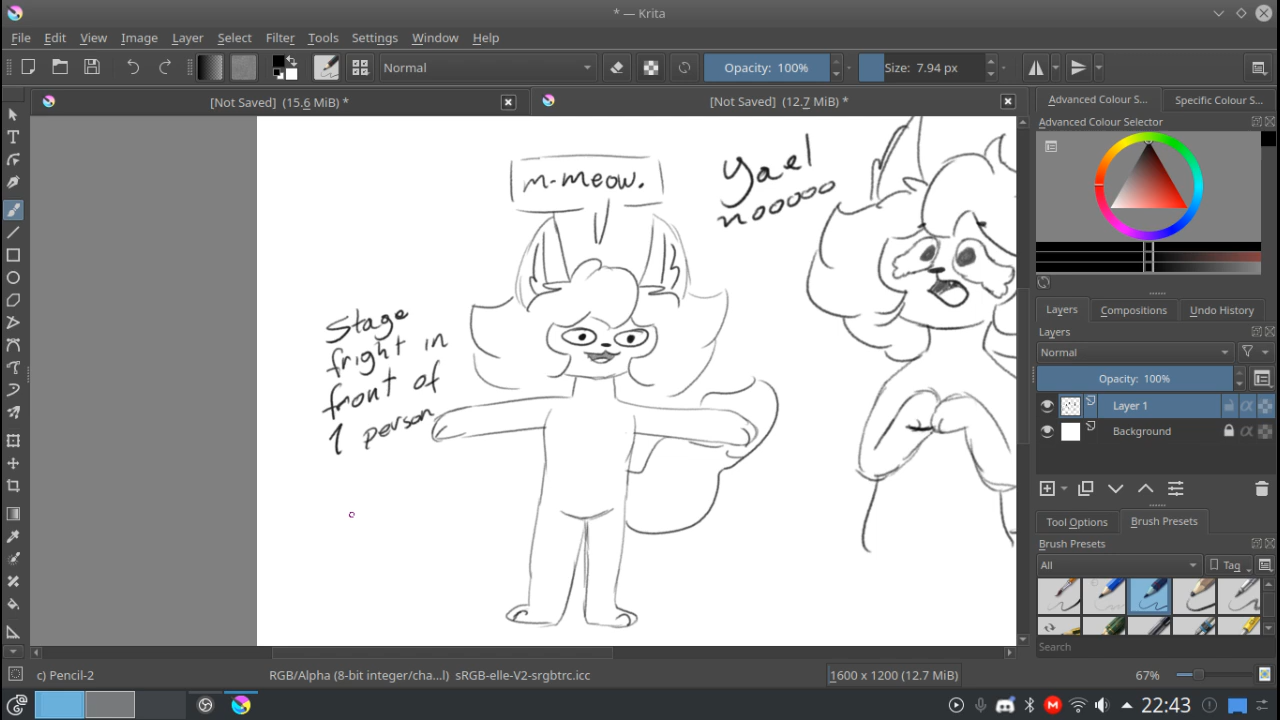 * — Krita
File Edit View Image Layer Select Filter Tools Settings Window Help
Normal Opacity: 100% Size: 7.94 px
[Not Saved] (15.6 MiB) * [Not Saved] (12.7 MiB) *
Advanced Colour S... Specific Colour S...
Advanced Colour Selector
m-meow.
Yael
nooooo
Stage
fright in
front of
1 person
Layers Compositions Undo History
Layers
Normal
Opacity: 100%
Layer 1
Background
Tool Options Brush Presets
Brush Presets
All Tag
Search
c) Pencil-2 RGB/Alpha (8-bit integer/cha...l) sRGB-elle-V2-srgbtrc.icc 1600 x 1200 (12.7 MiB) 67%
22:43